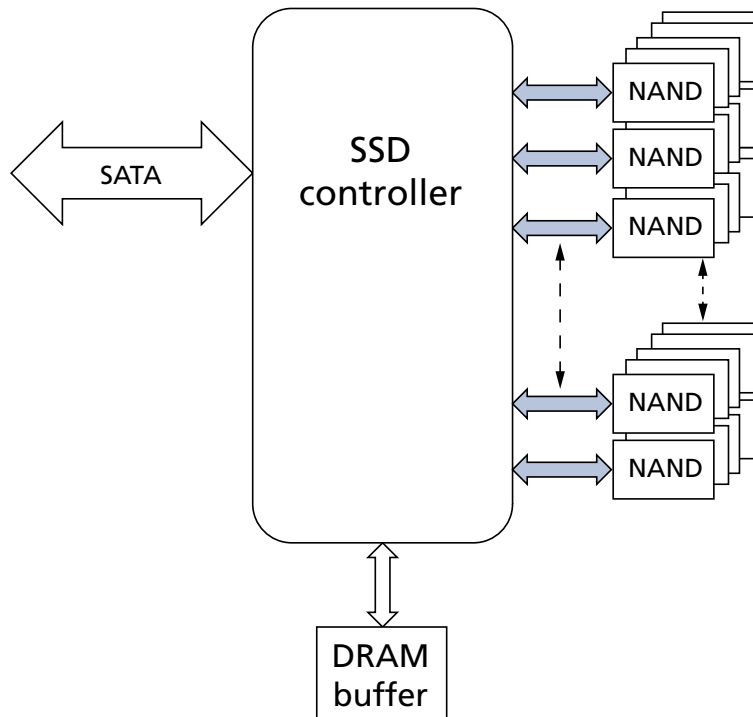 SATA
SSD
controller
NAND
NAND
NAND
NAND
NAND
DRAM
buffer